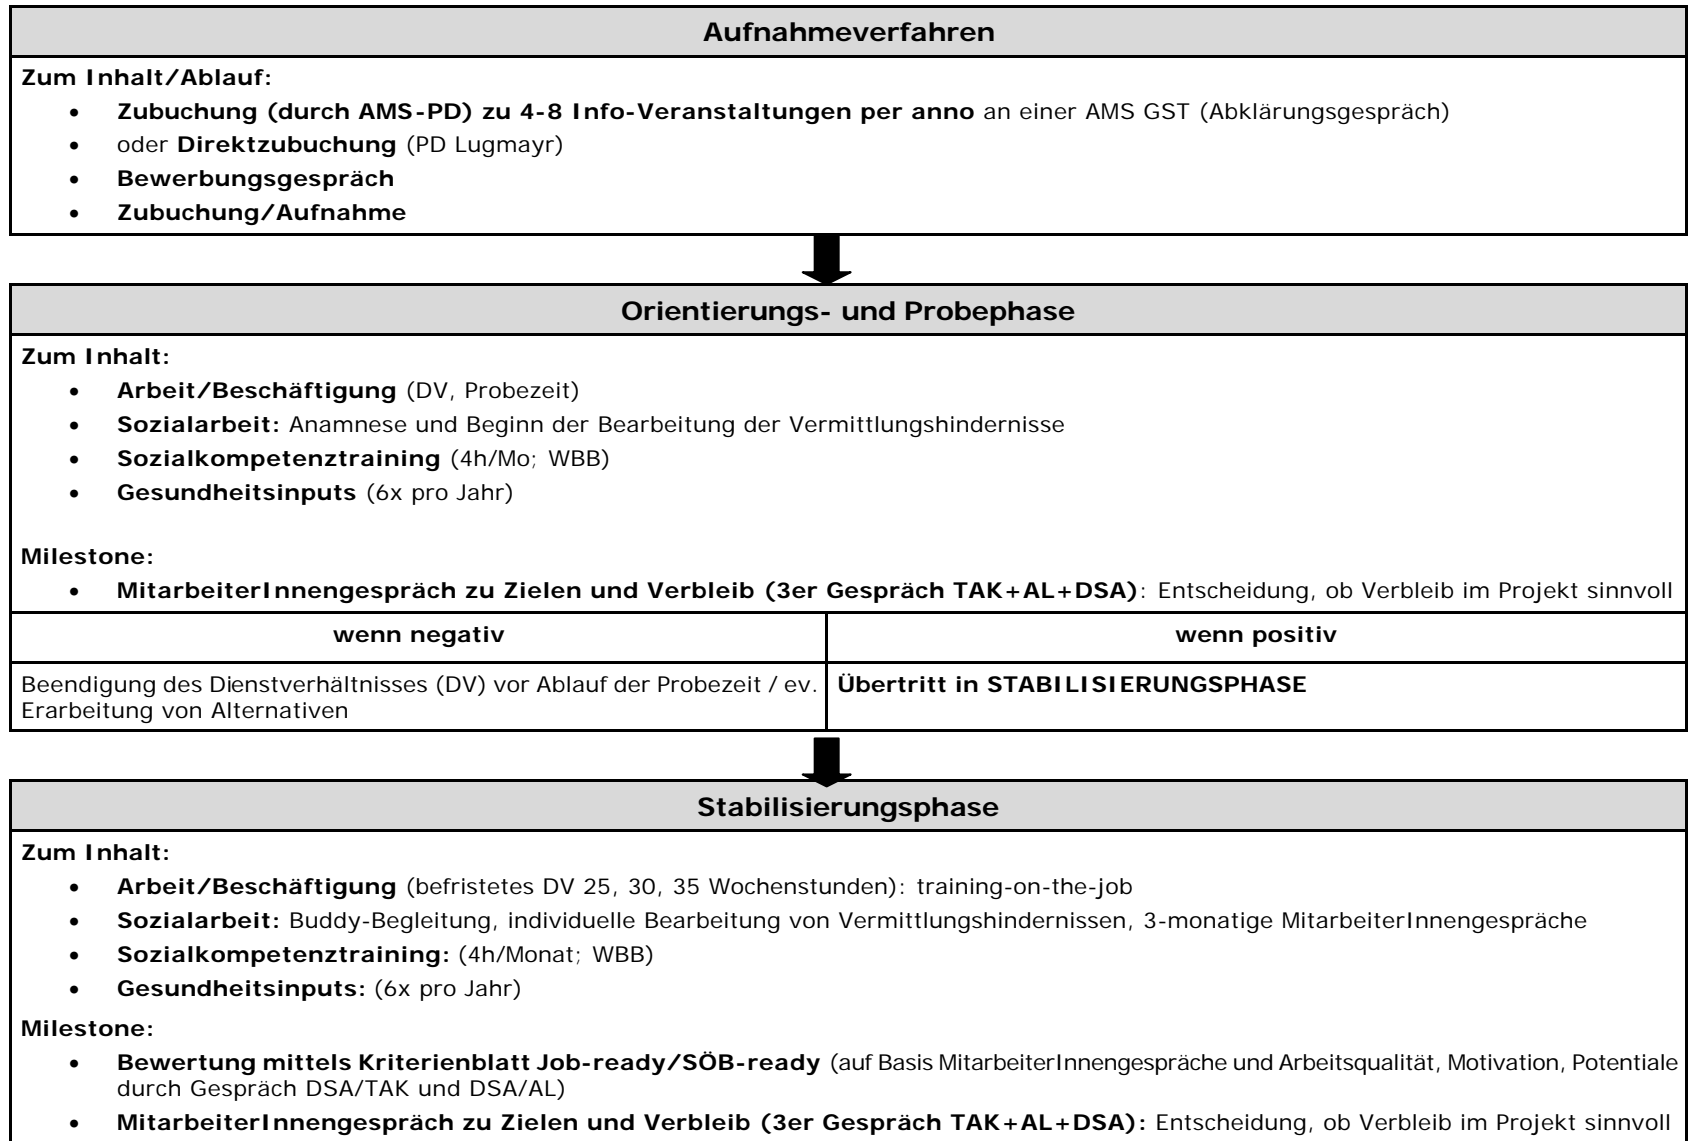 Aufnahmeverfahren
Zum Inhalt/Ablauf:
• Zubuchung (durch AMS-PD) zu 4-8 Info-Veranstaltungen per anno an einer AMS GST (Abklärungsgespräch)
• oder Direktzubuchung (PD Lugmayr)
• Bewerbungsgespräch
• Zubuchung/Aufnahme
Orientierungs- und Probephase
Zum Inhalt:
• Arbeit/Beschäftigung (DV, Probezeit)
• Sozialarbeit: Anamnese und Beginn der Bearbeitung der Vermittlungshindernisse
• Sozialkompetenztraining (4h/Mo; WBB)
• Gesundheitsinputs (6x pro Jahr)
Milestone:
• MitarbeiterInnengespräch zu Zielen und Verbleib (3er Gespräch TAK+AL+DSA): Entscheidung, ob Verbleib im Projekt sinnvoll
wenn negativ
wenn positiv
Beendigung des Dienstverhältnisses (DV) vor Ablauf der Probezeit / ev.
Erarbeitung von Alternativen
Übertritt in STABILISIERUNGSPHASE
Stabilisierungsphase
Zum Inhalt:
• Arbeit/Beschäftigung (befristetes DV 25, 30, 35 Wochenstunden): training-on-the-job
• Sozialarbeit: Buddy-Begleitung, individuelle Bearbeitung von Vermittlungshindernissen, 3-monatige MitarbeiterInnengespräche
• Sozialkompetenztraining: (4h/Monat; WBB)
• Gesundheitsinputs: (6x pro Jahr)
Milestone:
• Bewertung mittels Kriterienblatt Job-ready/SÖB-ready (auf Basis MitarbeiterInnengespräche und Arbeitsqualität, Motivation, Potentiale
durch Gespräch DSA/TAK und DSA/AL)
• MitarbeiterInnengespräch zu Zielen und Verbleib (3er Gespräch TAK+AL+DSA): Entscheidung, ob Verbleib im Projekt sinnvoll